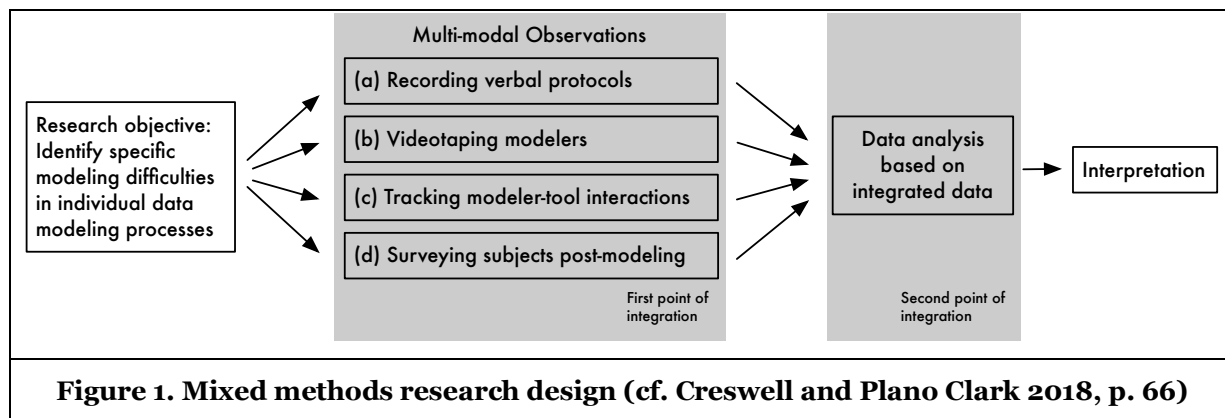 Multi-modal Observations
Research objective:
Identify specific
modeling difficulties
in individual data
modeling processes
(a) Recording verbal protocols
(b) Videotaping modelers
(c) Tracking modeler-tool interactions
(d) Surveying subjects post-modeling
First point of
integration
Data analysis
based on
integrated data
Second point of
integration
Interpretation
Figure 1. Mixed methods research design (cf. Creswell and Plano Clark 2018, p. 66)